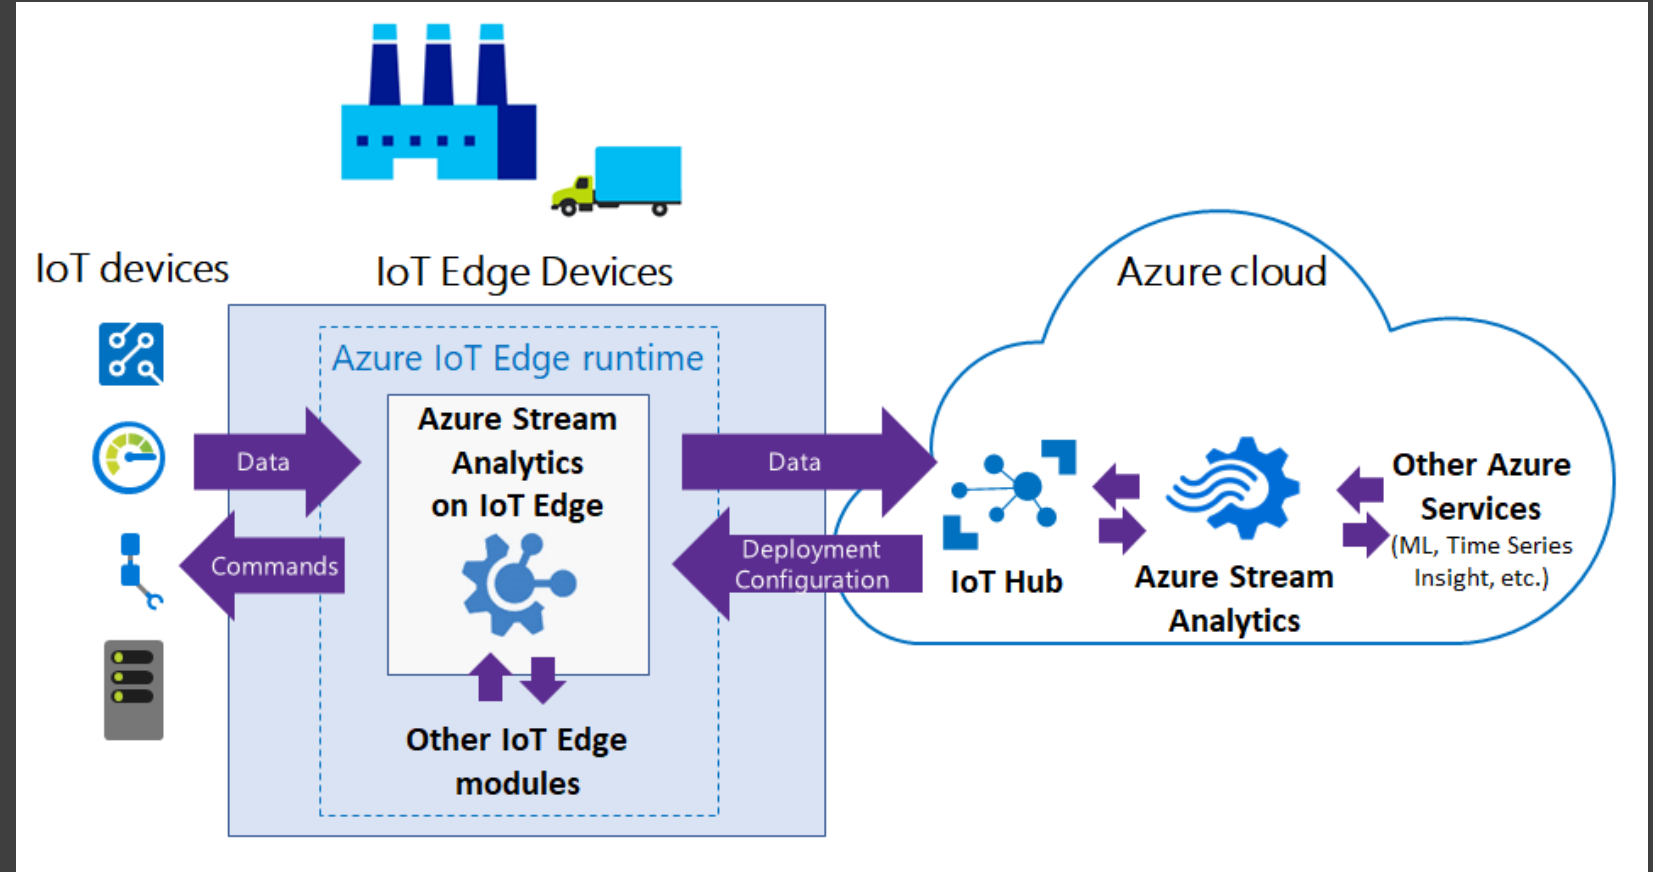 IoT devices
IoT Edge Devices
Azure cloud
Azure IoT Edge runtime
Azure Stream
Analytics
on IoT Edge
Data
Commands
Data
Deployment
Configuration
Other IoT Edge
modules
IoT Hub
Azure Stream
Analytics
Other Azure
Services
(ML, Time Series
Insight, etc.)